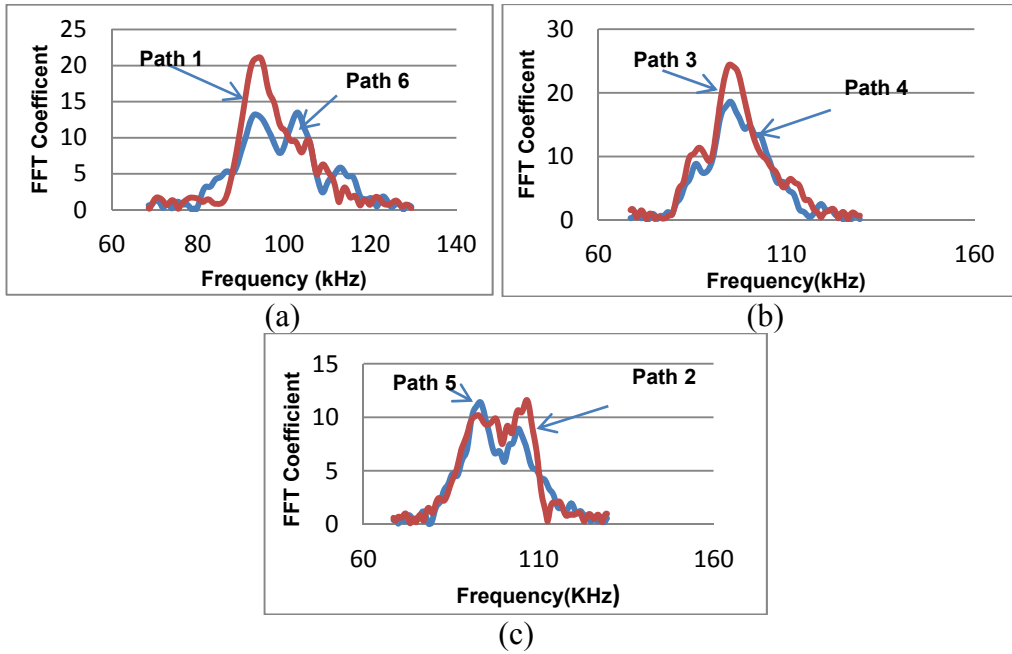 25
20
15
10
5
0
FFT Coefficent
Path 1
Path 6
60 80 100 120 140
Frequency (kHz)
(a)
30
20
10
0
FFT Coefficient
Path 3
Path 4
60 110 160
Frequency(kHz)
(b)
15
10
5
0
FFT Coefficient
Path 5
Path 2
60 110 160
Frequency(KHz)
(c)